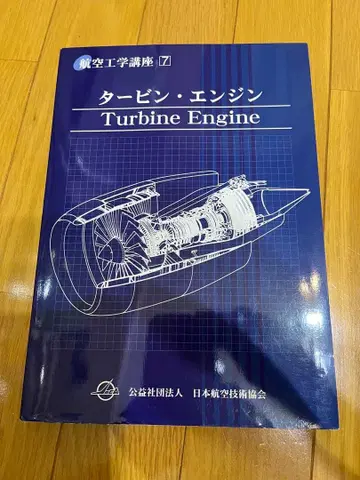 航空工学講座 7
タービン・エンジン
Turbine Engine
公益社団法人 日本航空技術協会